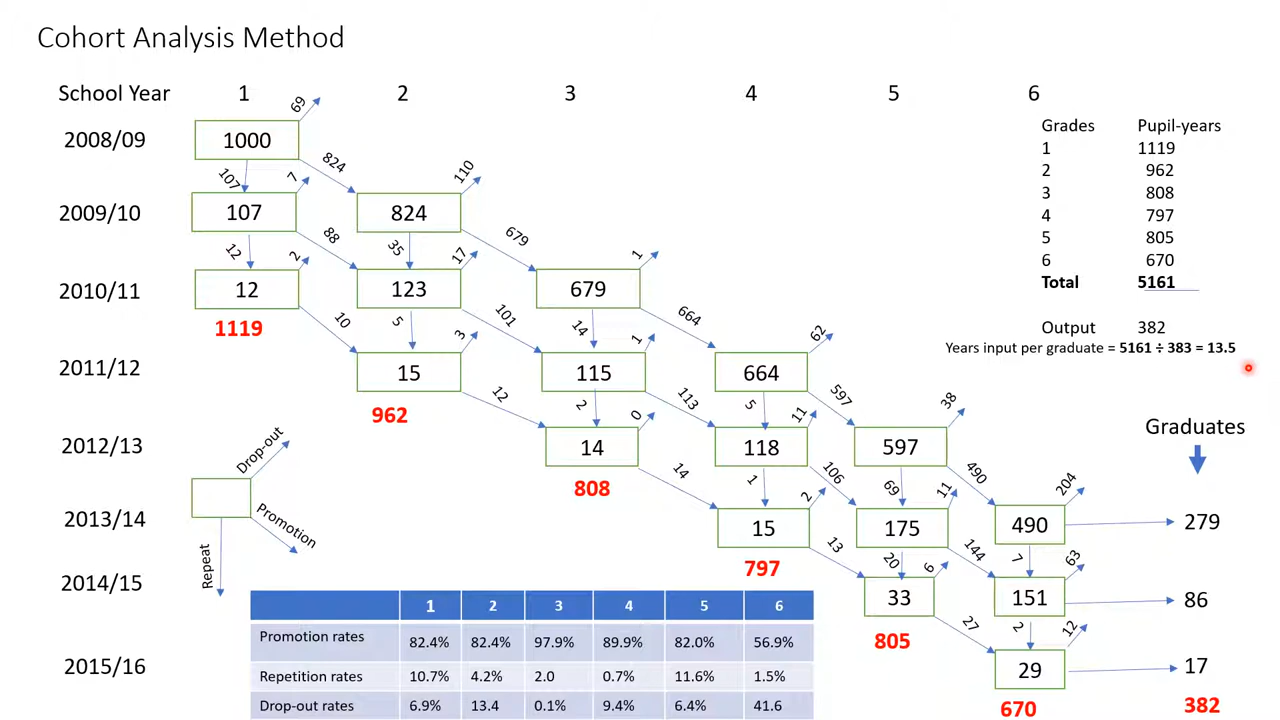 Cohort Analysis Method
School Year 1 2 3 4 5 6
2008/09 1000 69
107 824
2009/10 107 7 824 110
12 88 35 679
2010/11 12 2 123 17 679 1
1119
10 5 101 14 664
2011/12 15 3 115 1 664 62
962
12 2 113 5 597
2012/13 14 0 118 11 597 38
808
14 1 106 69 490
2013/14 15 2 175 11 490 204 279
797
13 20 144 7
2014/15 33 6 151 63 86
805
27 2
2015/16 29 12 17
670 382
Grades Pupil-years
1 1119
2 962
3 808
4 797
5 805
6 670
Total 5161
Output 382
Years input per graduate = 5161 ÷ 383 = 13.5
Graduates
Drop-out
Promotion
Repeat
1 2 3 4 5 6
Promotion rates 82.4% 82.4% 97.9% 89.9% 82.0% 56.9%
Repetition rates 10.7% 4.2% 2.0 0.7% 11.6% 1.5%
Drop-out rates 6.9% 13.4 0.1% 9.4% 6.4% 41.6